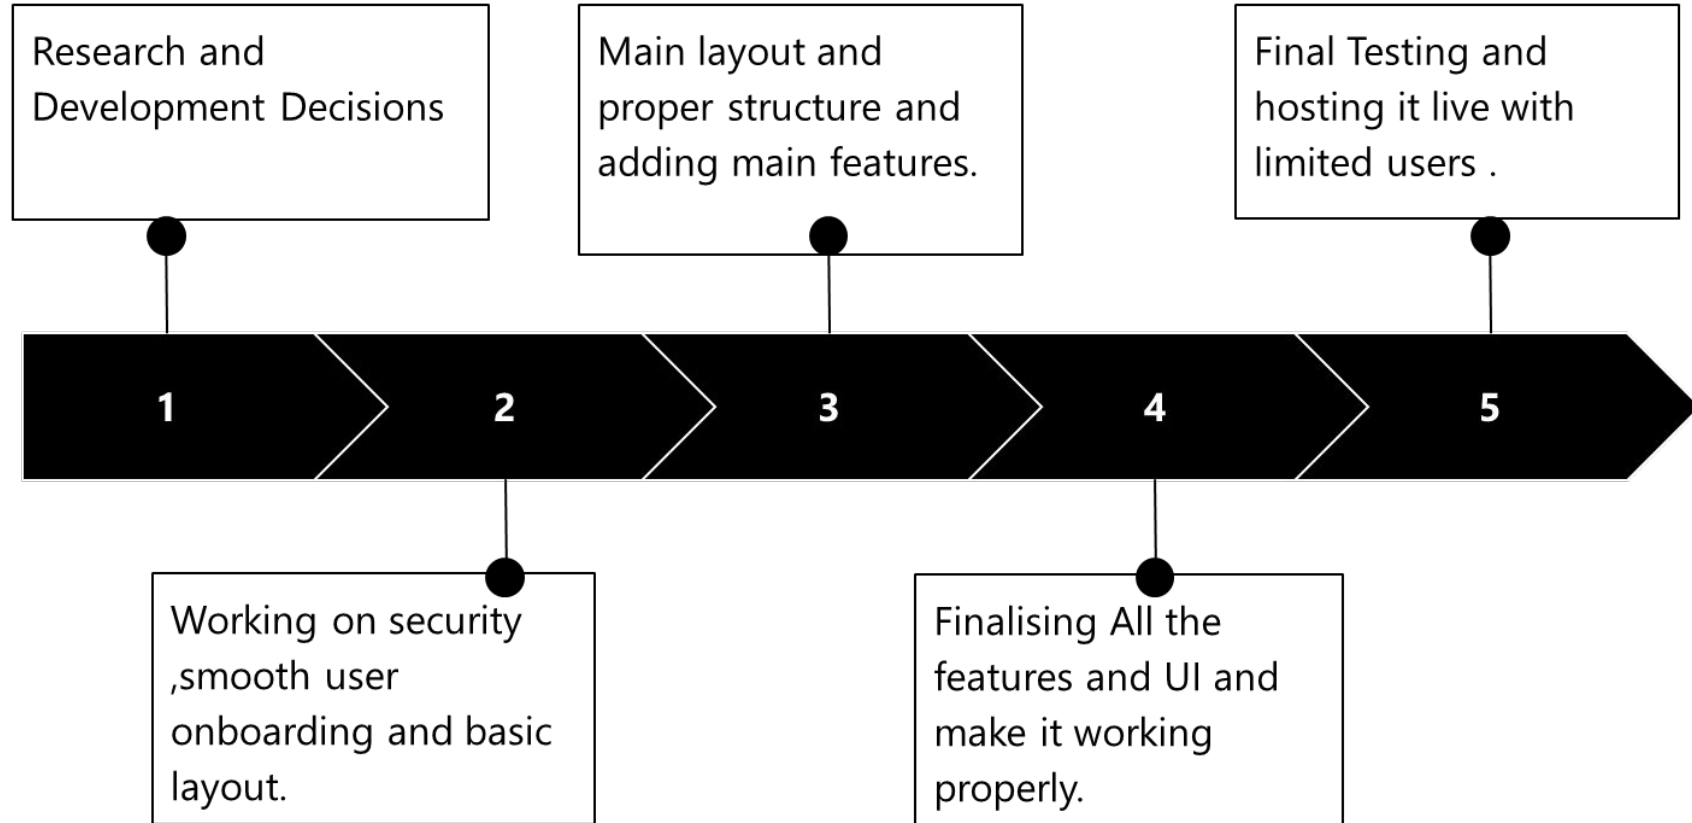 Research and
Development Decisions
Main layout and
proper structure and
adding main features.
Final Testing and
hosting it live with
limited users .
1
2
3
4
5
Working on security
,smooth user
onboarding and basic
layout.
Finalising All the
features and UI and
make it working
properly.